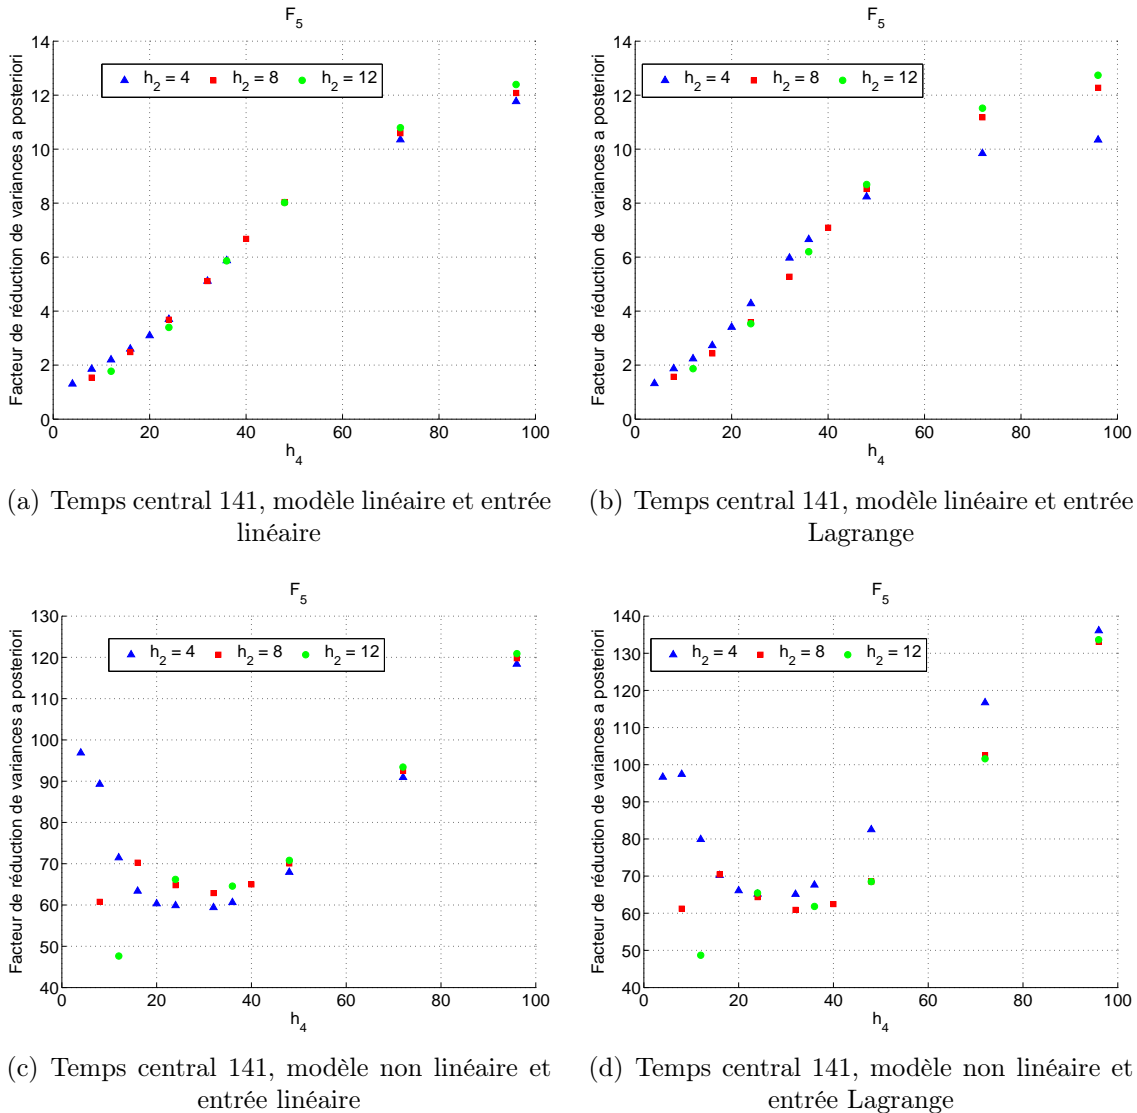 F5
Facteur de réduction de variances a posteriori
14
12
10
8
6
4
2
0
h2 = 4 h2 = 8 h2 = 12
0 20 40 60 80 100
h4
(a) Temps central 141, modèle linéaire et entrée
linéaire
F5
Facteur de réduction de variances a posteriori
14
12
10
8
6
4
2
0
h2 = 4 h2 = 8 h2 = 12
0 20 40 60 80 100
h4
(b) Temps central 141, modèle linéaire et entrée
Lagrange
F5
Facteur de réduction de variances a posteriori
130
120
110
100
90
80
70
60
50
40
h2 = 4 h2 = 8 h2 = 12
0 20 40 60 80 100
h4
(c) Temps central 141, modèle non linéaire et
entrée linéaire
F5
Facteur de réduction de variances a posteriori
140
130
120
110
100
90
80
70
60
50
40
h2 = 4 h2 = 8 h2 = 12
0 20 40 60 80 100
h4
(d) Temps central 141, modèle non linéaire et
entrée Lagrange